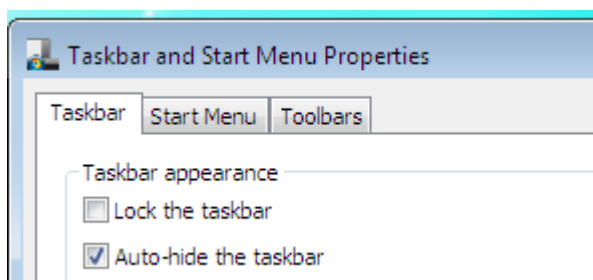 Taskbar and Start Menu Properties
Taskbar Start Menu Toolbars
Taskbar appearance
Lock the taskbar
Auto-hide the taskbar